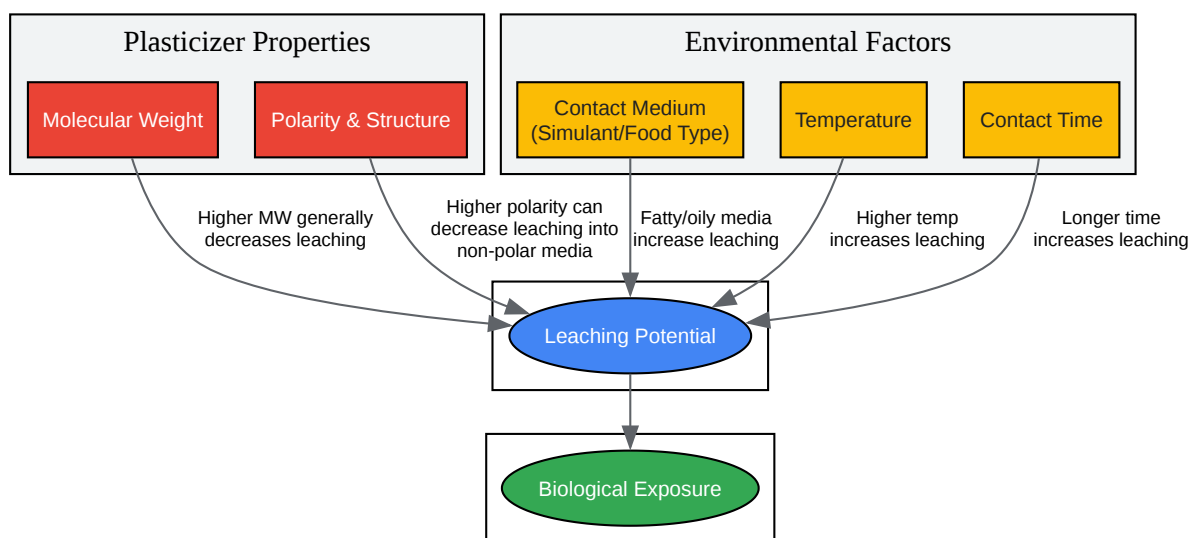 Plasticizer Properties
Environmental Factors
Molecular Weight
Polarity & Structure
Contact Medium
(Simulant/Food Type)
Temperature
Contact Time
Higher MW generally
decreases leaching
Higher polarity can
decrease leaching into
non-polar media
Fatty/oily media
increase leaching
Higher temp
increases leaching
Longer time
increases leaching
Leaching Potential
Biological Exposure